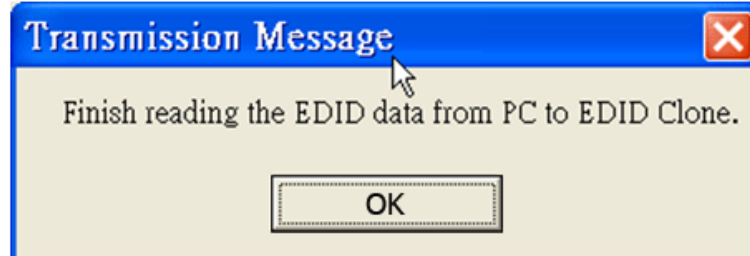 Transmission Message
Finish reading the EDID data from PC to EDID Clone.
OK